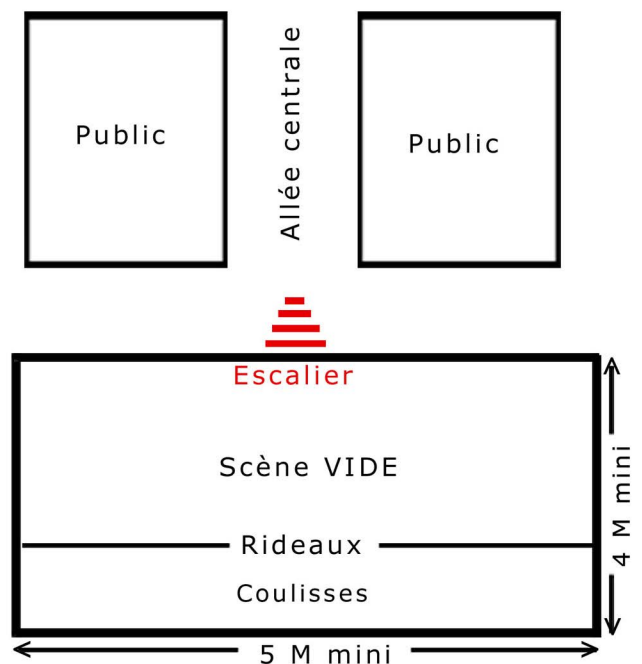 Public
Allée centrale
Public
Escalier
Scène VIDE
Rideaux
Coulisses
4 M mini
5 M mini